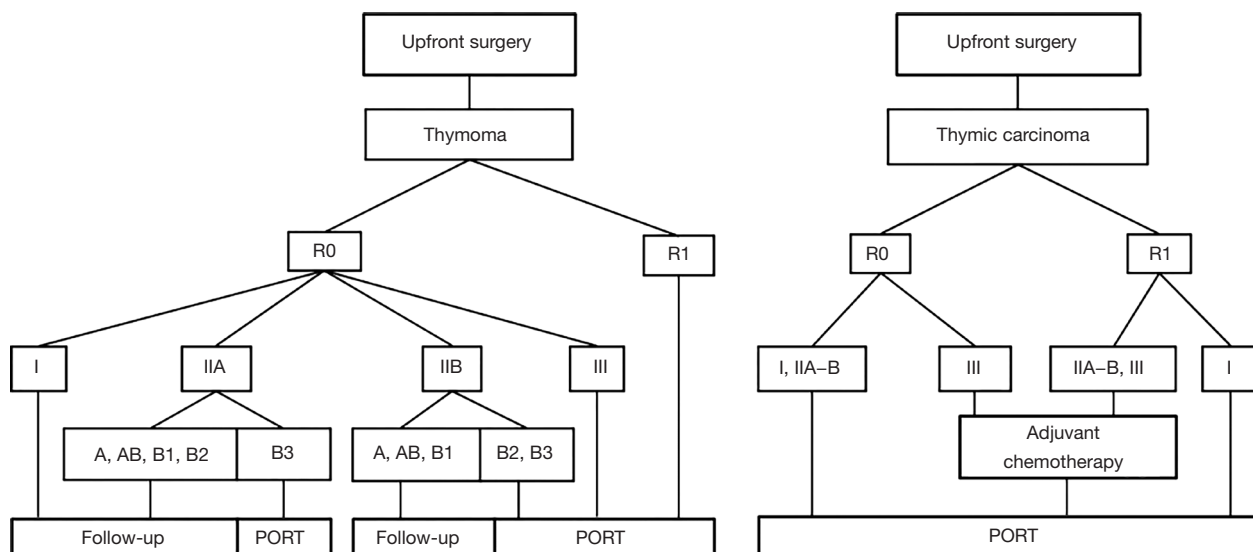 Upfront surgery
Thymoma
R0
R1
I
IIA
IIB
III
A, AB, B1, B2
B3
A, AB, B1
B2, B3
Follow-up
PORT
Follow-up
PORT
Upfront surgery
Thymic carcinoma
R0
R1
I, IIA–B
III
IIA–B, III
I
Adjuvant
chemotherapy
PORT